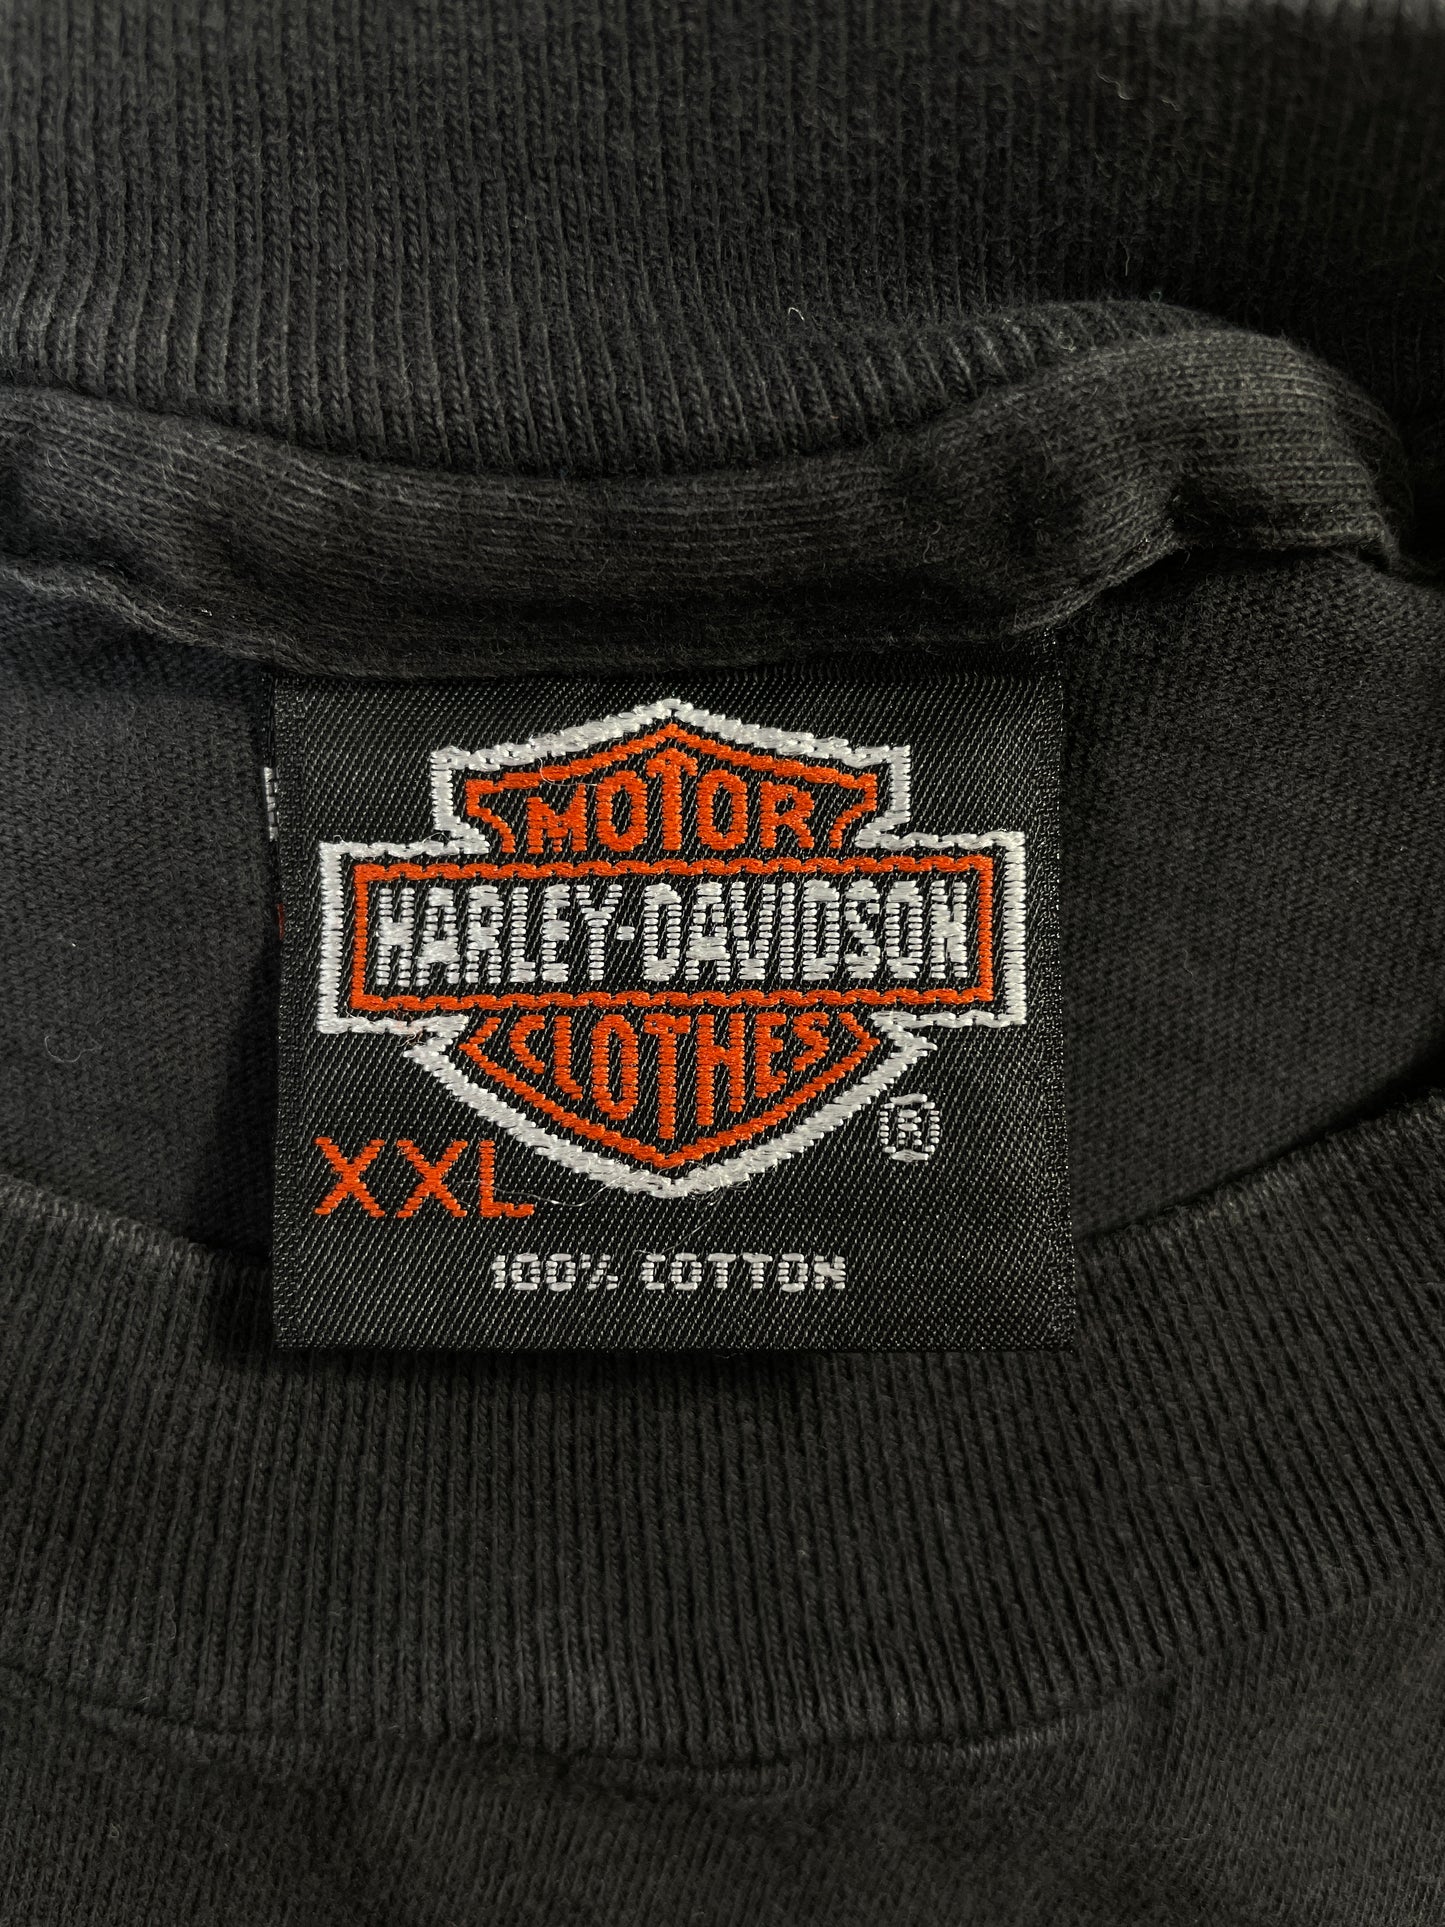 MOTOR
HARLEY-DAVIDSON
CLOTHES
®
XXL
100% COTTON